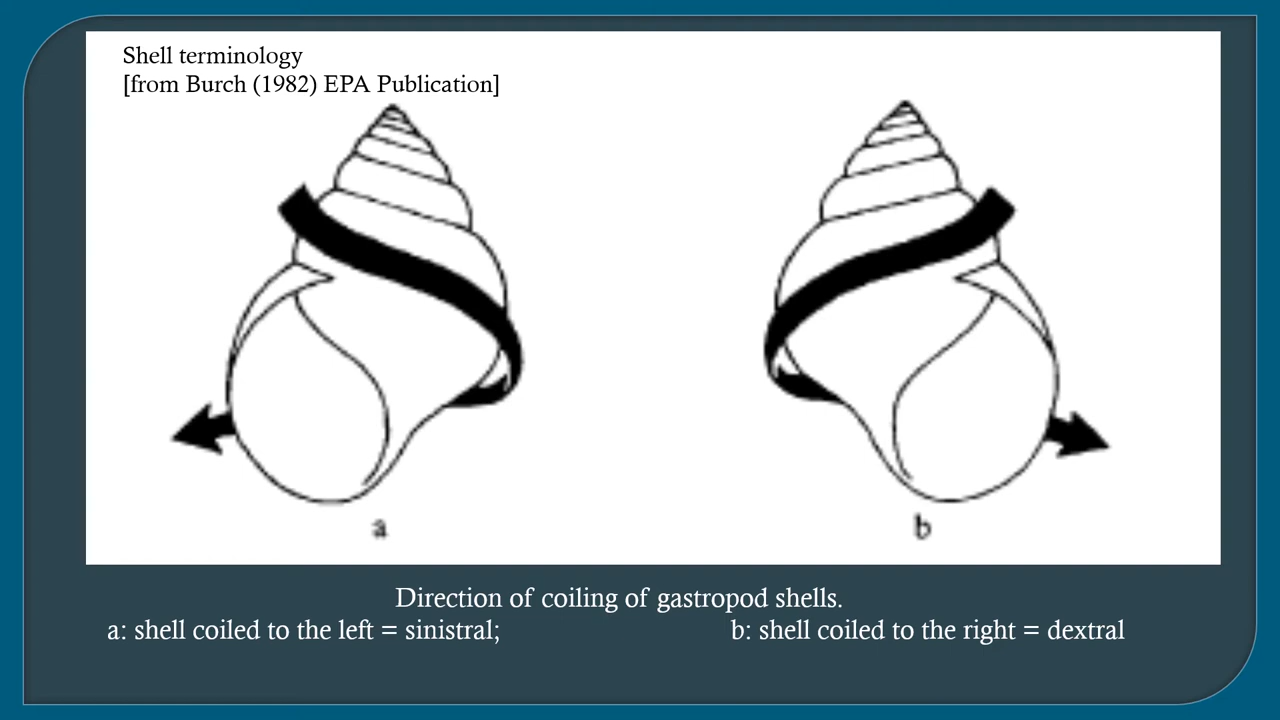 Shell terminology
[from Burch (1982) EPA Publication]
a
b
Direction of coiling of gastropod shells.
a: shell coiled to the left = sinistral;
b: shell coiled to the right = dextral